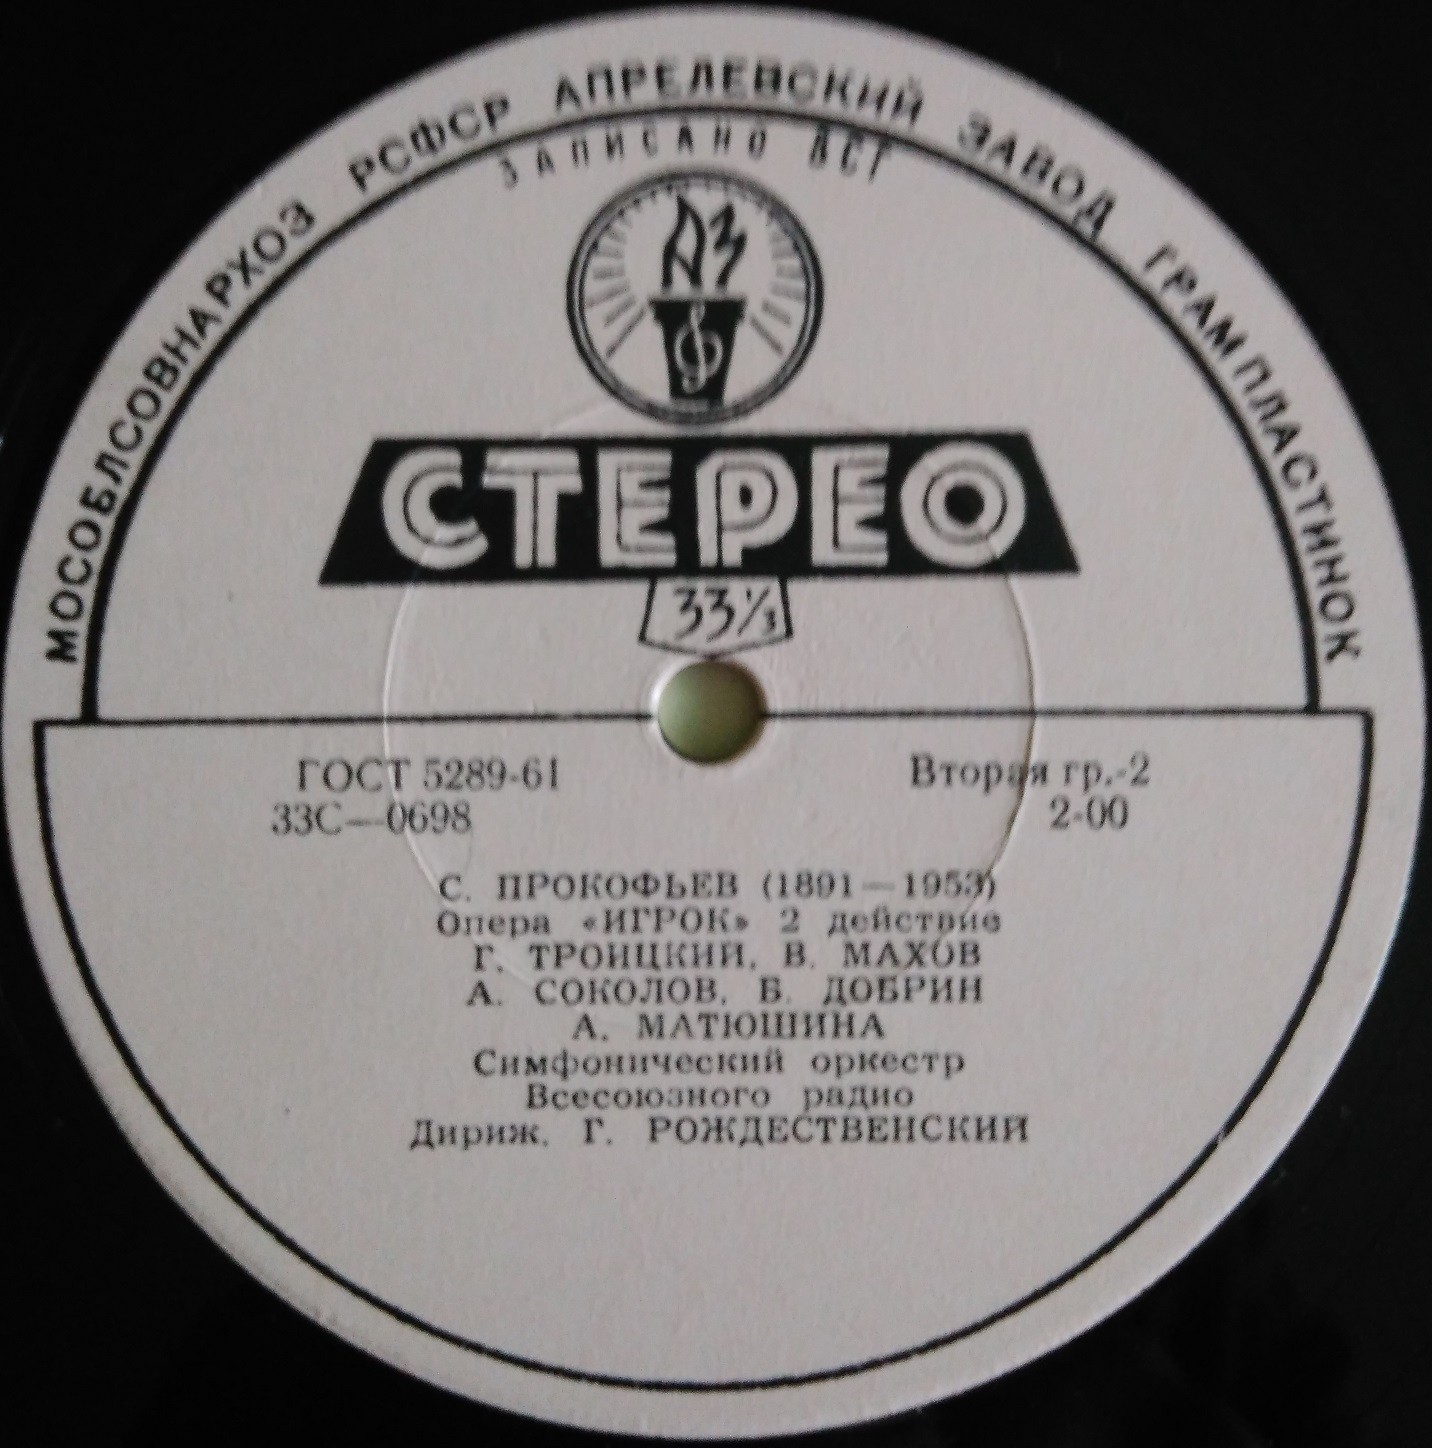 МОСОБЛСОВНАРХОЗ РСФСР АПРЕЛЕВСКИЙ ЗАВОД ГРАМПЛАСТИНОК
ЗАПИСАНО ВСГ
АЗ
СТЕРЕО
33⅓
ГОСТ 5289-61
Вторая гр.-2
33С—0698
2-00
С. ПРОКОФЬЕВ (1891—1953)
Опера «ИГРОК» 2 действие
Г. ТРОИЦКИЙ, В. МАХОВ
А. СОКОЛОВ, Б. ДОБРИН
А. МАТЮШИНА
Симфонический оркестр
Всесоюзного радио
Дириж. Г. РОЖДЕСТВЕНСКИЙ